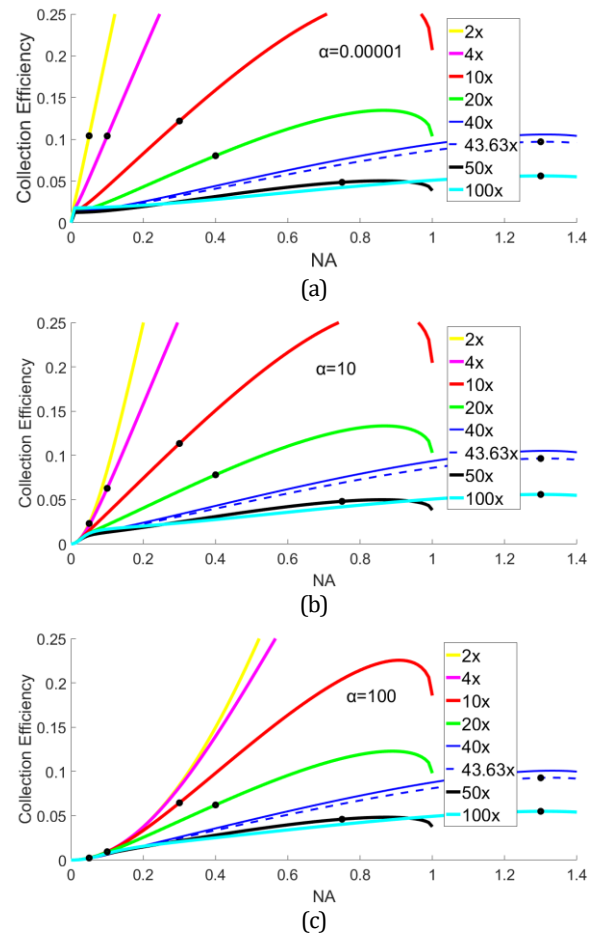 0.25
0.2
0.15
0.1
0.05
0
Collection Efficiency
0 0.2 0.4 0.6 0.8 1 1.2 1.4
NA
α=0.00001
2x
4x
10x
20x
40x
43.63x
50x
100x
(a)
0.25
0.2
0.15
0.1
0.05
0
Collection Efficiency
0 0.2 0.4 0.6 0.8 1 1.2 1.4
NA
α=10
2x
4x
10x
20x
40x
43.63x
50x
100x
(b)
0.25
0.2
0.15
0.1
0.05
0
Collection Efficiency
0 0.2 0.4 0.6 0.8 1 1.2 1.4
NA
α=100
2x
4x
10x
20x
40x
43.63x
50x
100x
(c)